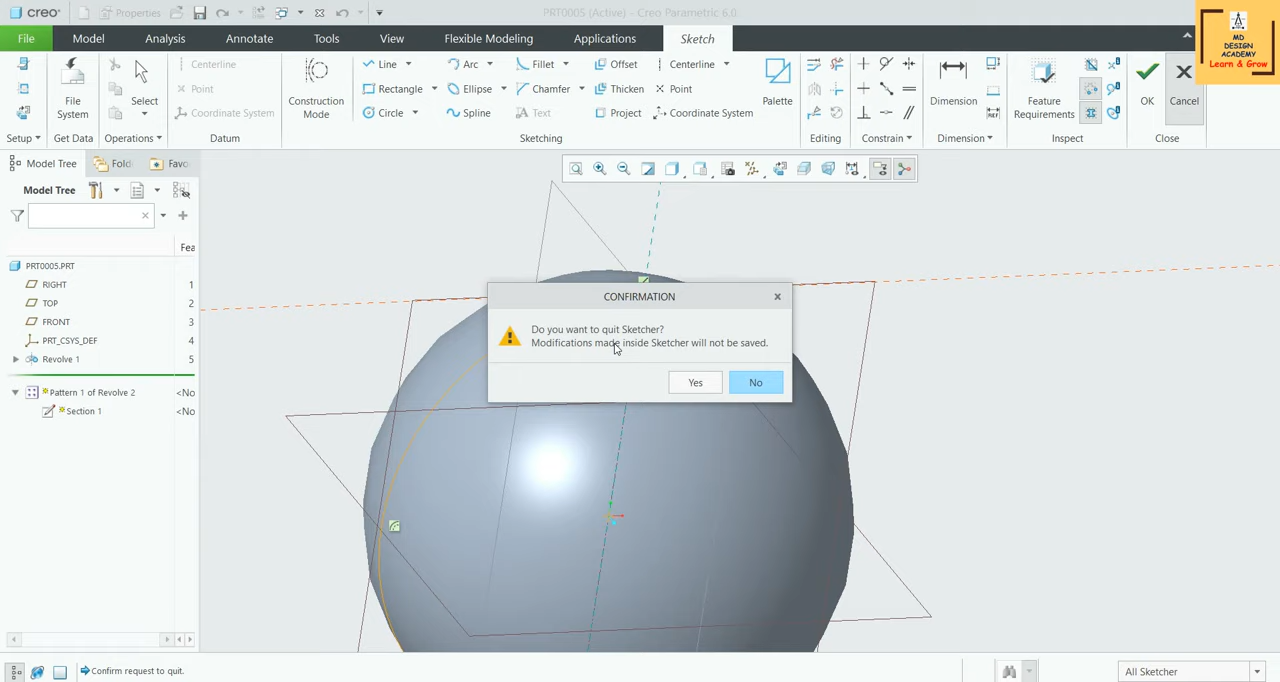 creo
Properties
PRT0005 (Active) - Creo Parametric 6.0
MD
DESIGN
ACADEMY
Learn & Grow
File Model Analysis Annotate Tools View Flexible Modeling Applications Sketch
Setup
File
System
Get Data
Select
Operations
Centerline
Point
Coordinate System
Datum
Construction
Mode
Line Arc Fillet Offset Centerline
Rectangle Ellipse Chamfer Thicken Point
Circle Spline Text Project Coordinate System
Palette
Sketching
Editing
Constrain
Dimension
Dimension
Feature
Requirements
Inspect
OK
Cancel
Close
Model Tree Fold Favo
Model Tree
Fea
PRT0005.PRT
RIGHT 1
TOP 2
FRONT 3
PRT_CSYS_DEF 4
Revolve 1 5
Pattern 1 of Revolve 2 <No
Section 1 <No
CONFIRMATION
Do you want to quit Sketcher?
Modifications made inside Sketcher will not be saved.
Yes No
Confirm request to quit.
All Sketcher